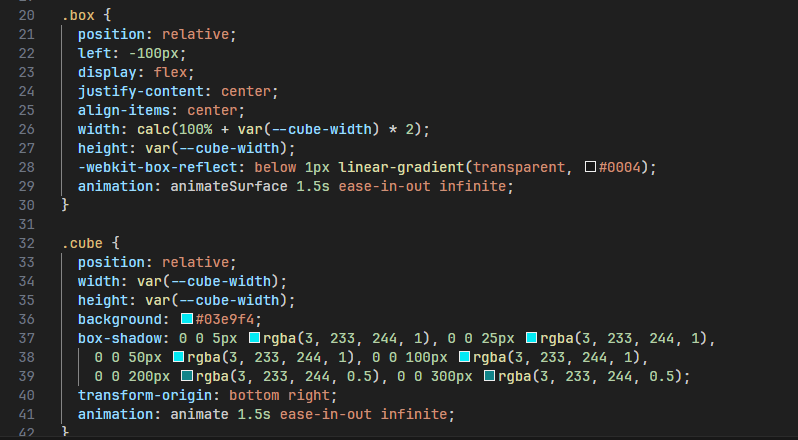 20 .box {
21 position: relative;
22 left: -100px;
23 display: flex;
24 justify-content: center;
25 align-items: center;
26 width: calc(100% + var(--cube-width) * 2);
27 height: var(--cube-width);
28 -webkit-box-reflect: below 1px linear-gradient(transparent, #0004);
29 animation: animateSurface 1.5s ease-in-out infinite;
30 }
31
32 .cube {
33 position: relative;
34 width: var(--cube-width);
35 height: var(--cube-width);
36 background: #03e9f4;
37 box-shadow: 0 0 5px rgba(3, 233, 244, 1), 0 0 25px rgba(3, 233, 244, 1),
38 0 0 50px rgba(3, 233, 244, 1), 0 0 100px rgba(3, 233, 244, 1),
39 0 0 200px rgba(3, 233, 244, 0.5), 0 0 300px rgba(3, 233, 244, 0.5);
40 transform-origin: bottom right;
41 animation: animate 1.5s ease-in-out infinite;
42 }